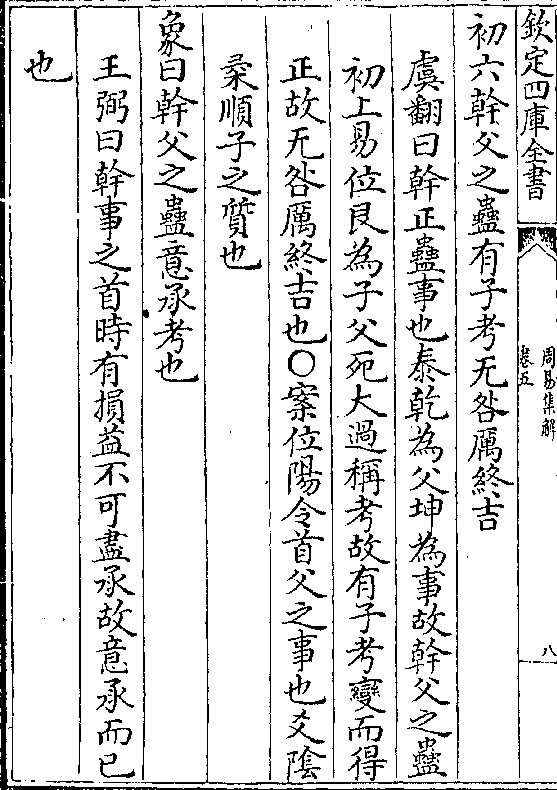 欽定四庫全書
周易集解
卷五
八
初六幹父之蠱有子考无咎厲終吉
虞翻曰幹正蠱事也泰乾為父坤為事故幹父之蠱
初上易位艮為子父死大過稱考故有子考變而得
正故无咎厲終吉也○案位陽令首父之事也爻隂
柔順子之質也
象曰幹父之蠱意承考也
王弼曰幹事之首時有損益不可盡承故意承而已
也